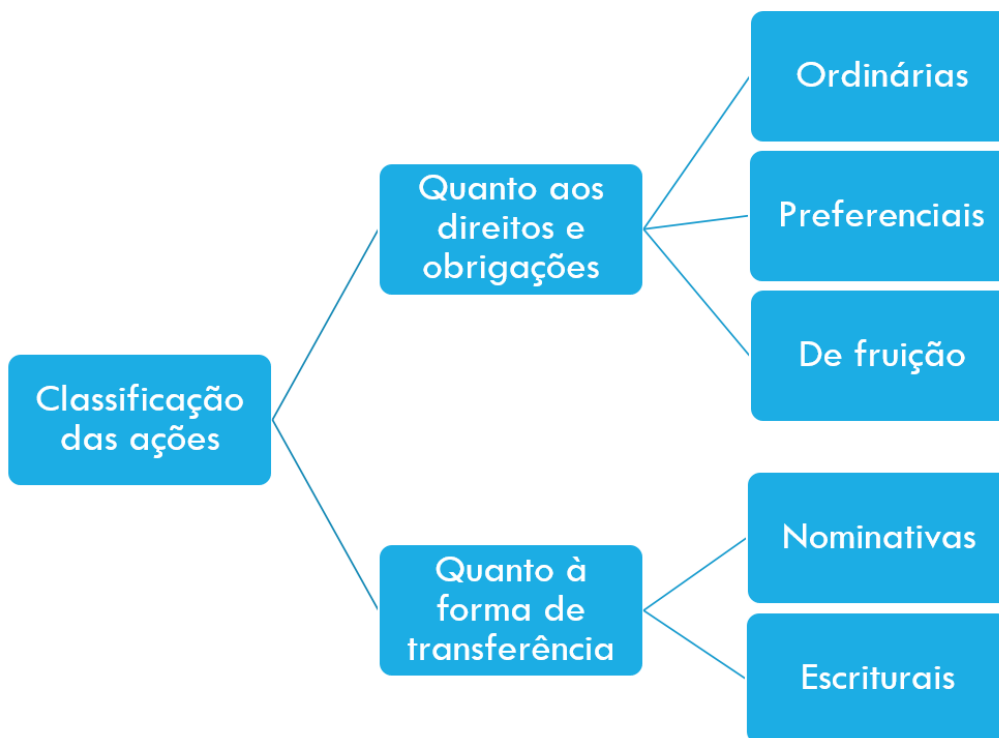 Classificação
das ações
Quanto aos
direitos e
obrigações
Ordinárias
Preferenciais
De fruição
Quanto à
forma de
transferência
Nominativas
Escriturais